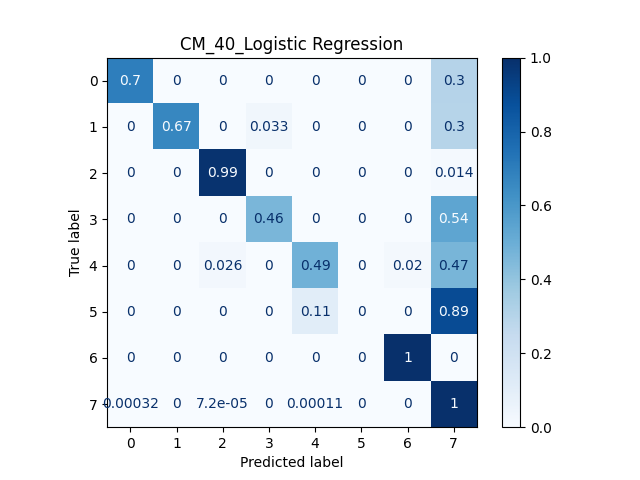 CM_40_Logistic Regression
0 0.7 0 0 0 0 0 0 0.3
1 0 0.67 0 0.033 0 0 0 0.3
2 0 0 0.99 0 0 0 0 0.014
3 0 0 0 0.46 0 0 0 0.54
4 0 0 0.026 0 0.49 0 0.02 0.47
5 0 0 0 0 0.11 0 0 0.89
6 0 0 0 0 0 0 1 0
7 0.00032 0 7.2e-05 0 0.00011 0 0 1
0 1 2 3 4 5 6 7
Predicted label
True label
1.0
0.8
0.6
0.4
0.2
0.0